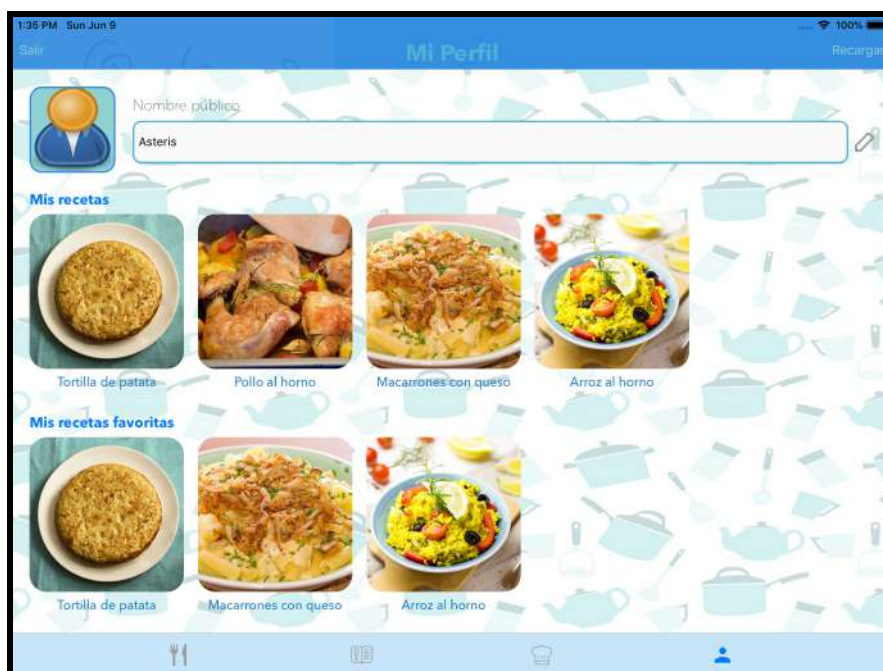 1:35 PM Sun Jun 9
100%
Salir
Mi Perfil
Recargar
Nombre público
Asteris
Mis recetas
Tortilla de patata
Pollo al horno
Macarrones con queso
Arroz al horno
Mis recetas favoritas
Tortilla de patata
Macarrones con queso
Arroz al horno